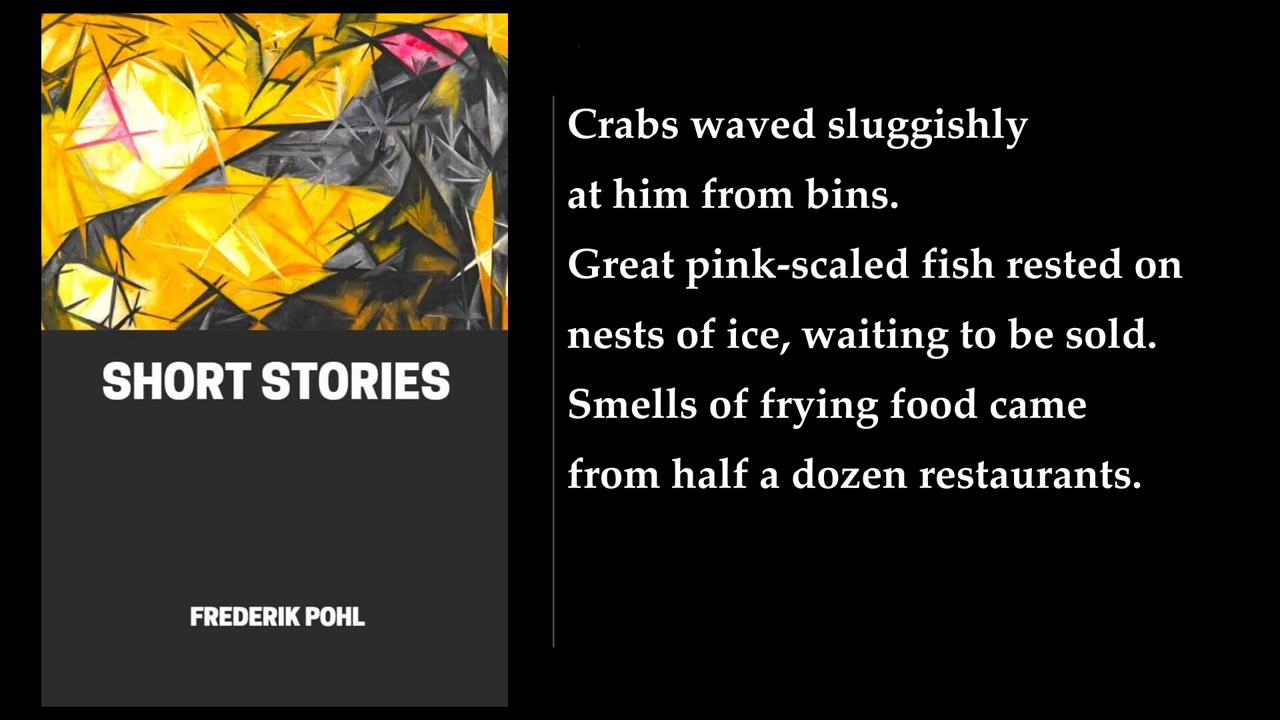 SHORT STORIES
FREDERIK POHL
Crabs waved sluggishly
at him from bins.
Great pink-scaled fish rested on
nests of ice, waiting to be sold.
Smells of frying food came
from half a dozen restaurants.